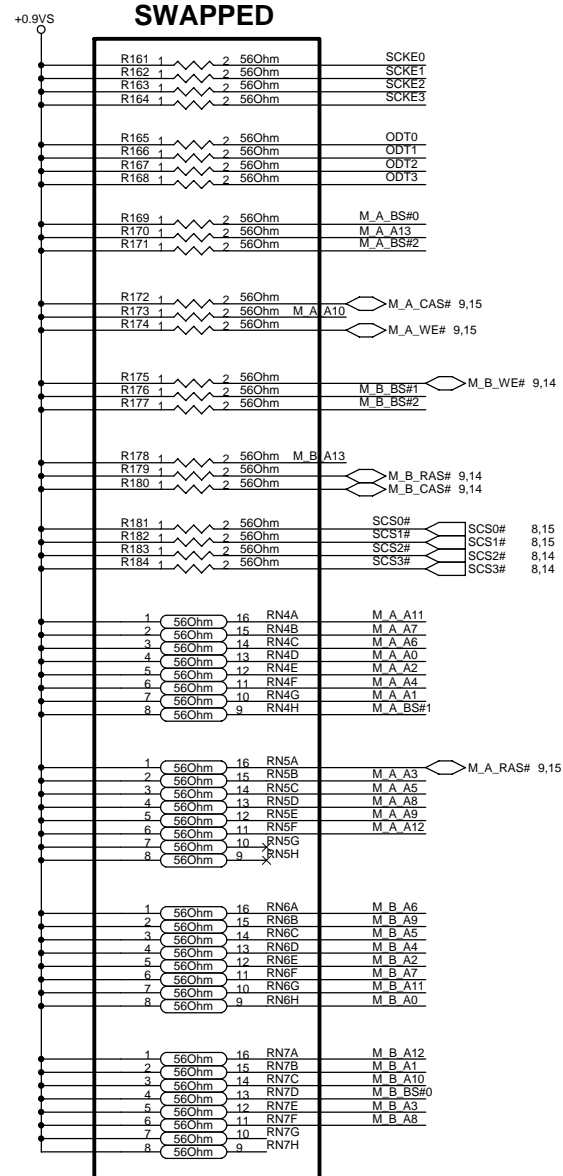 SWAPPED
+0.9VS
R161 1 2 56Ohm SCKE0
R162 1 2 56Ohm SCKE1
R163 1 2 56Ohm SCKE2
R164 1 2 56Ohm SCKE3
R165 1 2 56Ohm ODT0
R166 1 2 56Ohm ODT1
R167 1 2 56Ohm ODT2
R168 1 2 56Ohm ODT3
R169 1 2 56Ohm M_A_BS#0
R170 1 2 56Ohm M_A_A13
R171 1 2 56Ohm M_A_BS#2
R172 1 2 56Ohm M_A_CAS# 9,15
R173 1 2 56Ohm M_A_A10
R174 1 2 56Ohm M_A_WE# 9,15
R175 1 2 56Ohm M_B_WE# 9,14
R176 1 2 56Ohm M_B_BS#1
R177 1 2 56Ohm M_B_BS#2
R178 1 2 56Ohm M_B_A13
R179 1 2 56Ohm M_B_RAS# 9,14
R180 1 2 56Ohm M_B_CAS# 9,14
R181 1 2 56Ohm SCS0# SCS0# 8,15
R182 1 2 56Ohm SCS1# SCS1# 8,15
R183 1 2 56Ohm SCS2# SCS2# 8,14
R184 1 2 56Ohm SCS3# SCS3# 8,14
1 56Ohm 16 RN4A M_A_A11
2 56Ohm 15 RN4B M_A_A7
3 56Ohm 14 RN4C M_A_A6
4 56Ohm 13 RN4D M_A_A0
5 56Ohm 12 RN4E M_A_A2
6 56Ohm 11 RN4F M_A_A4
7 56Ohm 10 RN4G M_A_A1
8 56Ohm 9 RN4H M_A_BS#1
1 56Ohm 16 RN5A M_A_RAS# 9,15
2 56Ohm 15 RN5B M_A_A3
3 56Ohm 14 RN5C M_A_A5
4 56Ohm 13 RN5D M_A_A8
5 56Ohm 12 RN5E M_A_A9
6 56Ohm 11 RN5F M_A_A12
7 56Ohm 10 RN5G
8 56Ohm 9 RN5H
1 56Ohm 16 RN6A M_B_A6
2 56Ohm 15 RN6B M_B_A9
3 56Ohm 14 RN6C M_B_A5
4 56Ohm 13 RN6D M_B_A4
5 56Ohm 12 RN6E M_B_A2
6 56Ohm 11 RN6F M_B_A7
7 56Ohm 10 RN6G M_B_A11
8 56Ohm 9 RN6H M_B_A0
1 56Ohm 16 RN7A M_B_A12
2 56Ohm 15 RN7B M_B_A1
3 56Ohm 14 RN7C M_B_A10
4 56Ohm 13 RN7D M_B_BS#0
5 56Ohm 12 RN7E M_B_A3
6 56Ohm 11 RN7F M_B_A8
7 56Ohm 10 RN7G
8 56Ohm 9 RN7H